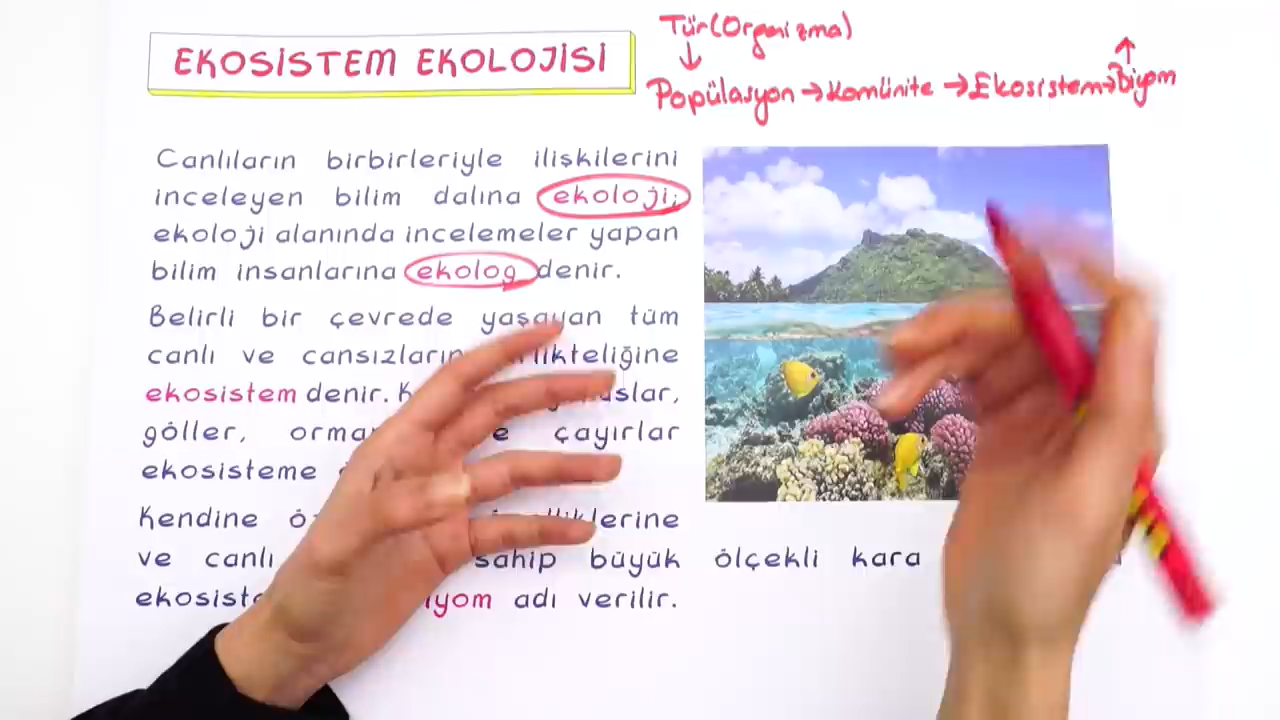 EKOSİSTEM EKOLOJİSİ
Tür (Organizma)
↓
Popülasyon → Komünite → Ekosistem → Biyom
↑
Canlıların birbirleriyle ilişkilerini
inceleyen bilim dalına ekoloji;
ekoloji alanında incelemeler yapan
bilim insanlarına ekolog denir.
Belirli bir çevrede yaşayan tüm
canlı ve cansızların
ekosistem denir.
göller, çayırlar
ekosisteme
Kendine
ve canlı sahip büyük ölçekli kara
adı verilir.